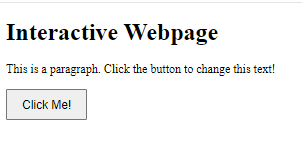 Interactive Webpage
This is a paragraph. Click the button to change this text!
Click Me!